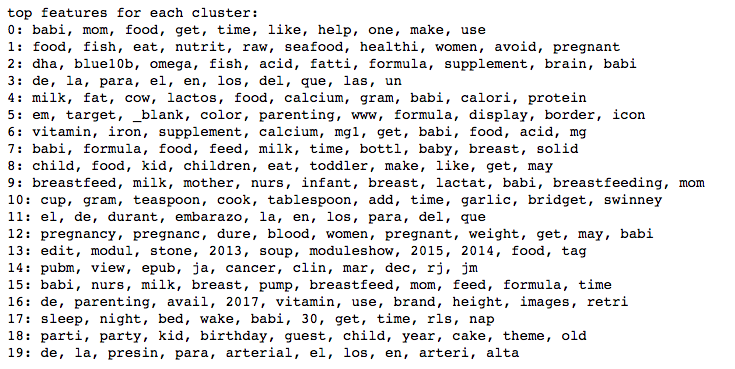 top features for each cluster:
0: babi, mom, food, get, time, like, help, one, make, use
1: food, fish, eat, nutrit, raw, seafood, healthi, women, avoid, pregnant
2: dha, blue10b, omega, fish, acid, fatti, formula, supplement, brain, babi
3: de, la, para, el, en, los, del, que, las, un
4: milk, fat, cow, lactos, food, calcium, gram, babi, calori, protein
5: em, target, _blank, color, parenting, www, formula, display, border, icon
6: vitamin, iron, supplement, calcium, mg1, get, babi, food, acid, mg
7: babi, formula, food, feed, milk, time, bottl, baby, breast, solid
8: child, food, kid, children, eat, toddler, make, like, get, may
9: breastfeed, milk, mother, nurs, infant, breast, lactat, babi, breastfeeding, mom
10: cup, gram, teaspoon, cook, tablespoon, add, time, garlic, bridget, swinney
11: el, de, durant, embarazo, la, en, los, para, del, que
12: pregnancy, pregnanc, dure, blood, women, pregnant, weight, get, may, babi
13: edit, modul, stone, 2013, soup, moduleshow, 2015, 2014, food, tag
14: pubm, view, epub, ja, cancer, clin, mar, dec, rj, jm
15: babi, nurs, milk, breast, pump, breastfeed, mom, feed, formula, time
16: de, parenting, avail, 2017, vitamin, use, brand, height, images, retri
17: sleep, night, bed, wake, babi, 30, get, time, rls, nap
18: parti, party, kid, birthday, guest, child, year, cake, theme, old
19: de, la, presin, para, arterial, el, los, en, arteri, alta